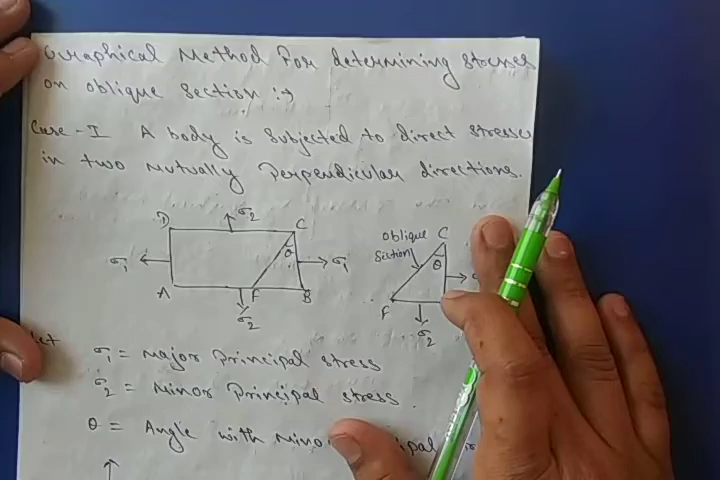 Graphical Method For determining stresses
on oblique section :→
Case - I A body is subjected to direct stresses
in two mutually Perpendicular directions.
D σ2 C
σ1 θ σ1
A F B
σ2
oblique section C
θ
F
σ2
Let σ1 = Major Principal stress
σ2 = Minor Principal stress.
θ = Angle with Minor